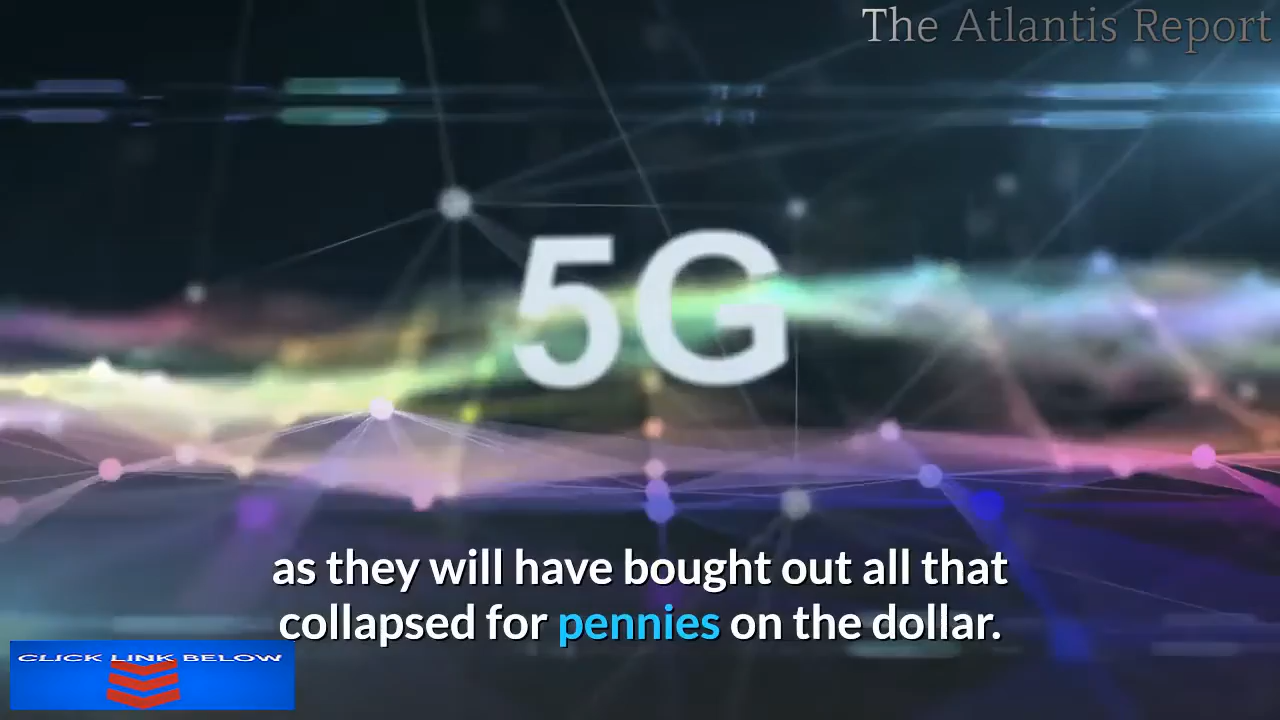 The Atlantis Report
5G
as they will have bought out all that
collapsed for pennies on the dollar.
CLICK LINK BELOW